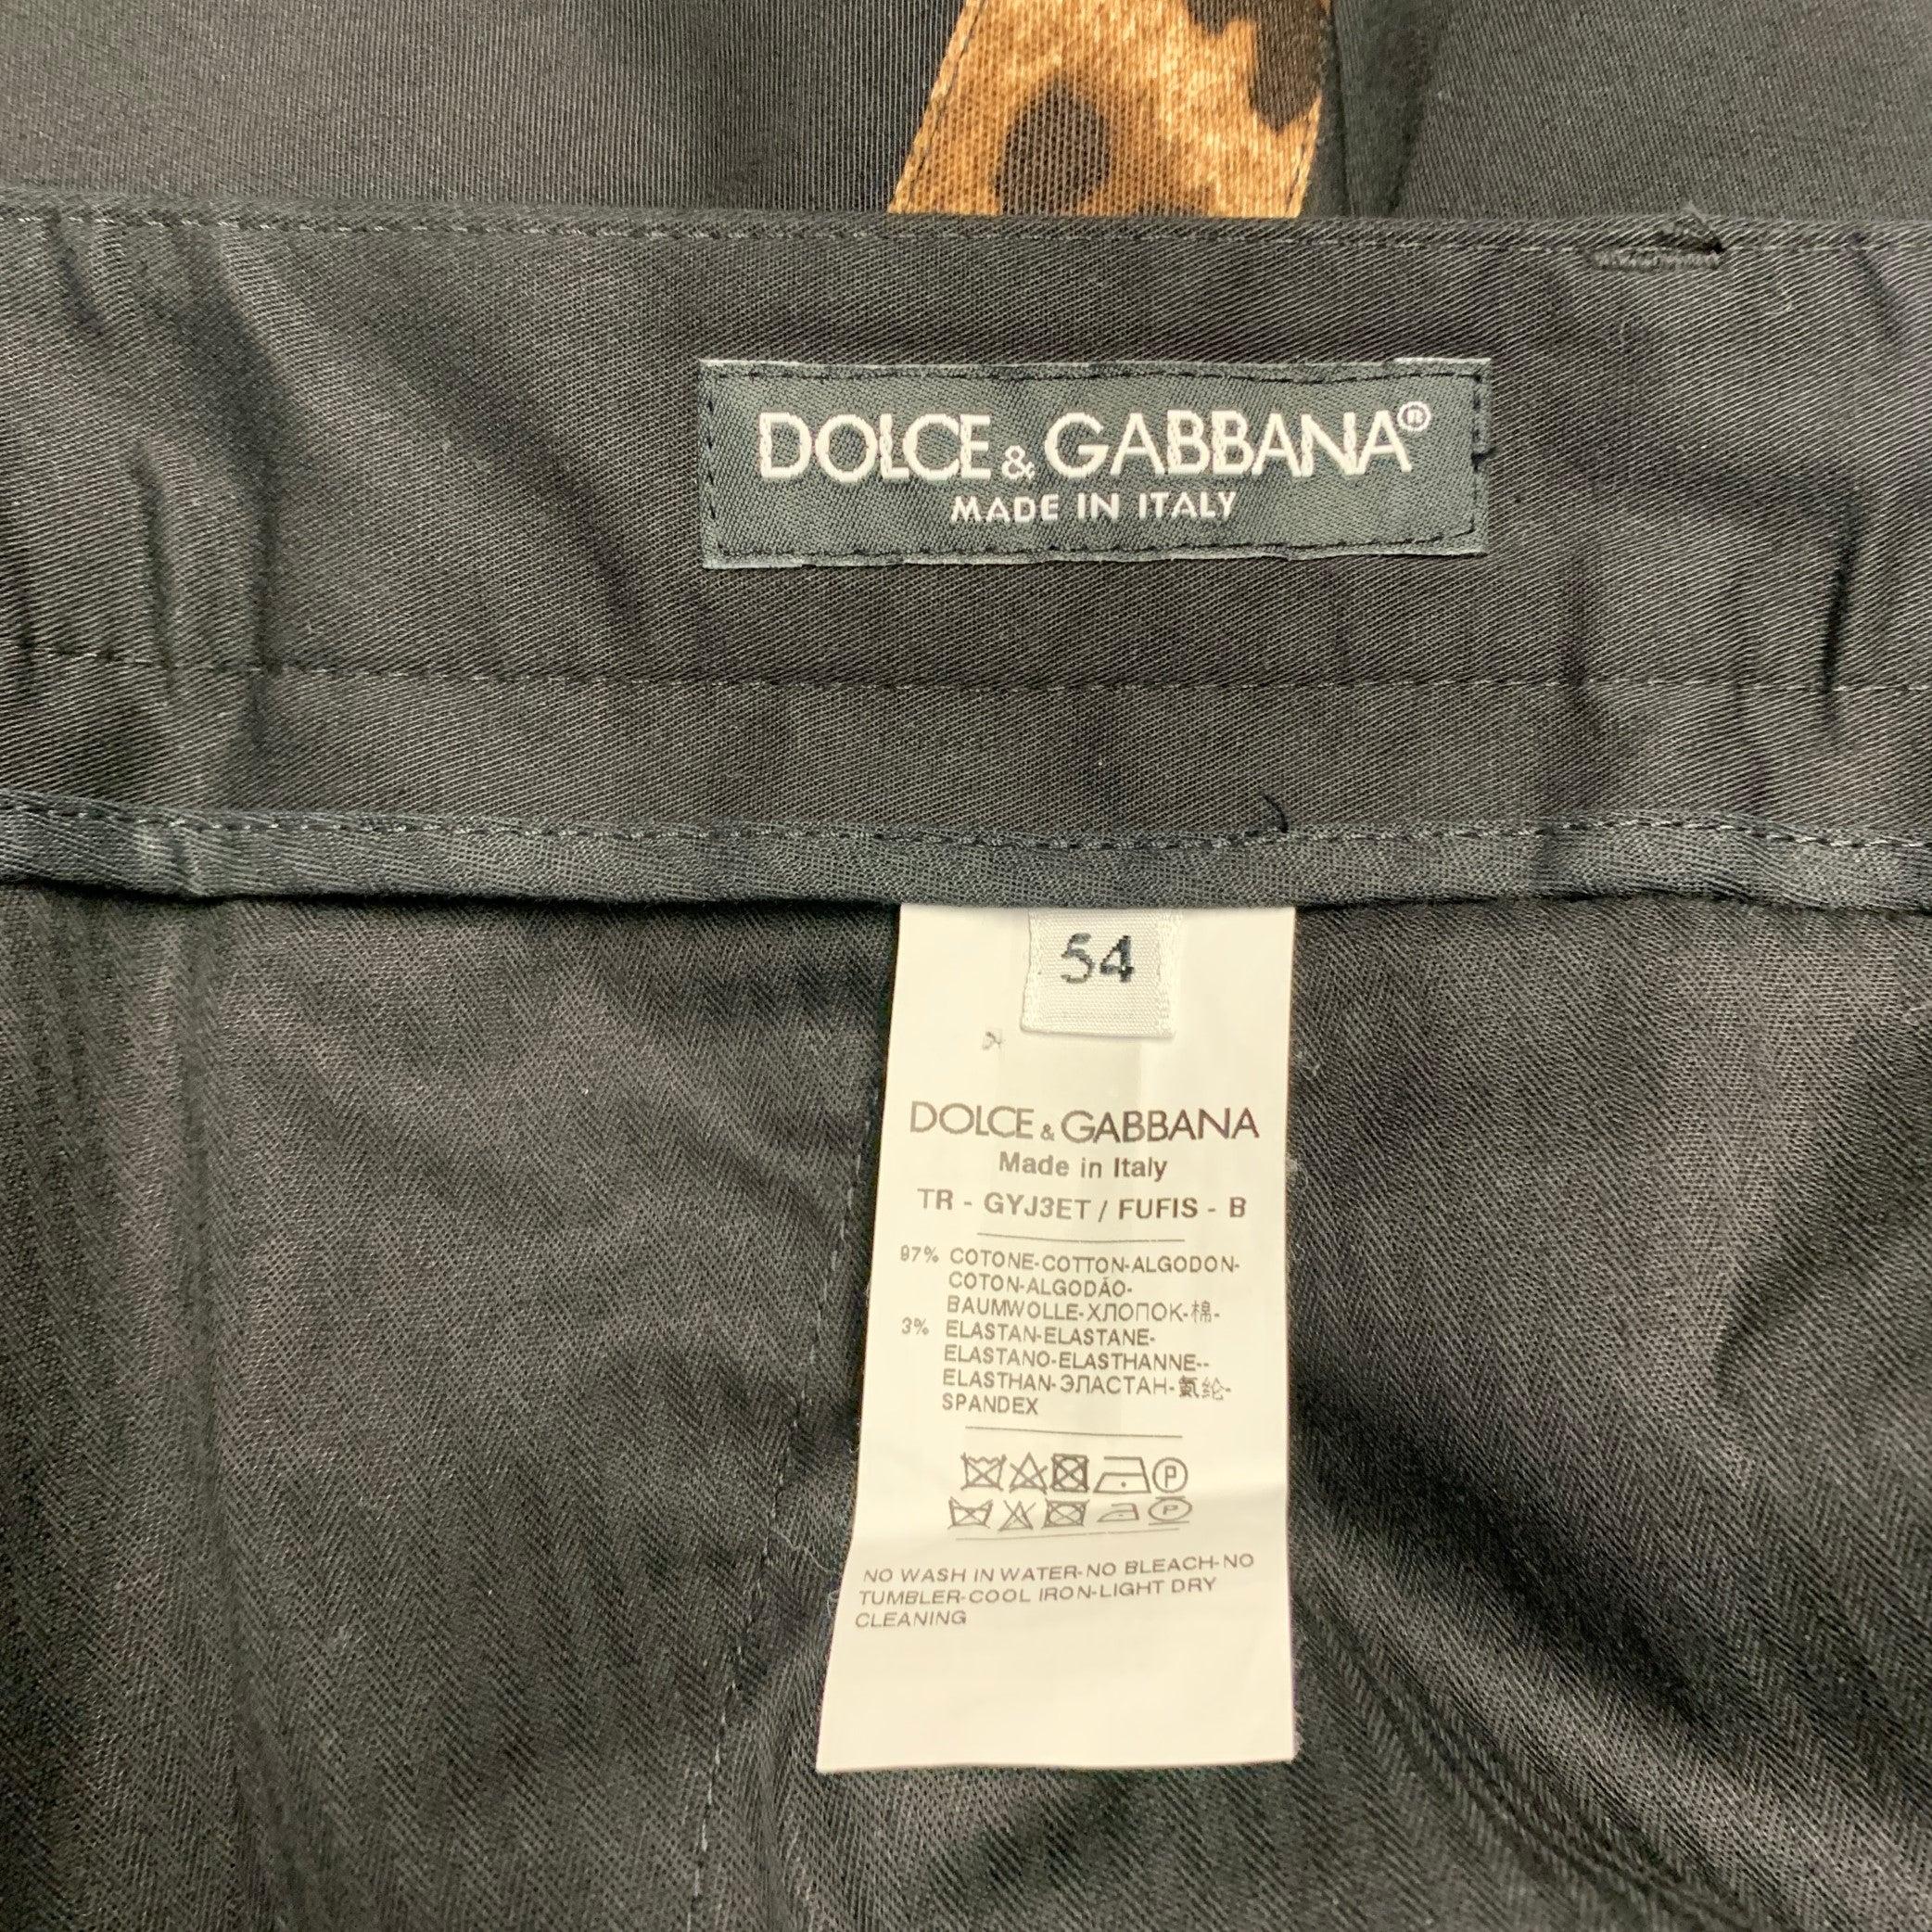 DOLCE & GABBANA®
MADE IN ITALY
54
DOLCE & GABBANA
Made in Italy
TR - GYJ3ET / FUFIS - B
97% COTONE-COTTON-ALGODON-
COTON-ALGODÃO-
BAUMWOLLE-ХЛОПОК-棉-
3% ELASTAN-ELASTANE-
ELASTANO-ELASTHANNE--
ELASTHAN-ЭЛАСТАН-氨纶-
SPANDEX
P
P
NO WASH IN WATER-NO BLEACH-NO
TUMBLER-COOL IRON-LIGHT DRY
CLEANING